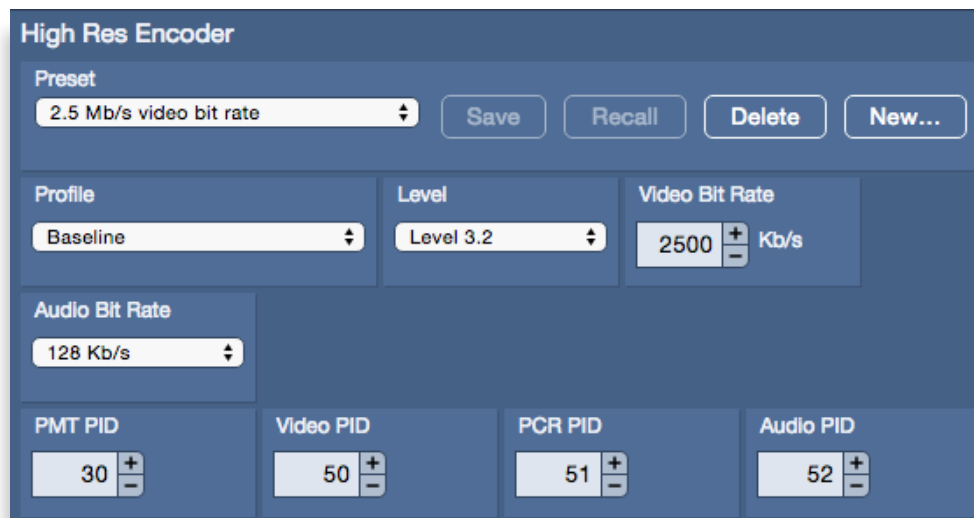 High Res Encoder
Preset
2.5 Mb/s video bit rate Save Recall Delete New...
Profile Level Video Bit Rate
Baseline Level 3.2 2500 + - Kb/s
Audio Bit Rate
128 Kb/s
PMT PID Video PID PCR PID Audio PID
30 + - 50 + - 51 + - 52 + -